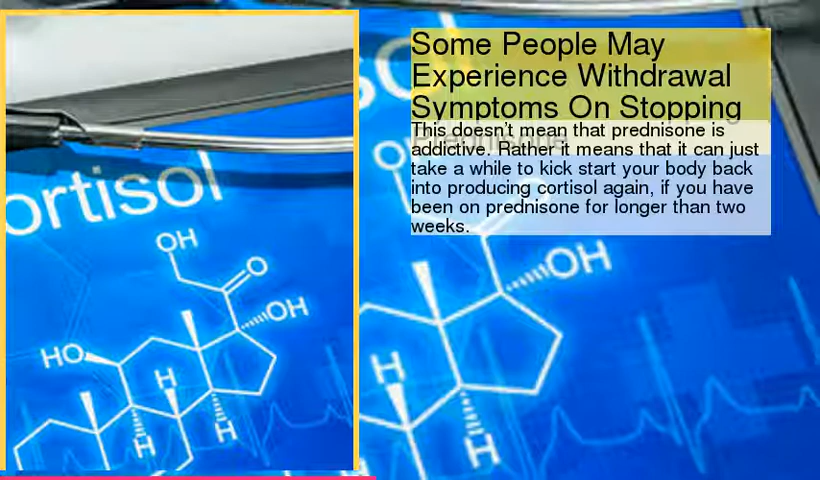 Some People May
Experience Withdrawal
Symptoms On Stopping
Prednisone
This doesn't mean that prednisone is
addictive. Rather it means that it can just
take a while to kick start your body back
into producing cortisol again, if you have
been on prednisone for longer than two
weeks.
ortisol
OH
O
OH
HO
H
H
H
O
OH
H
H